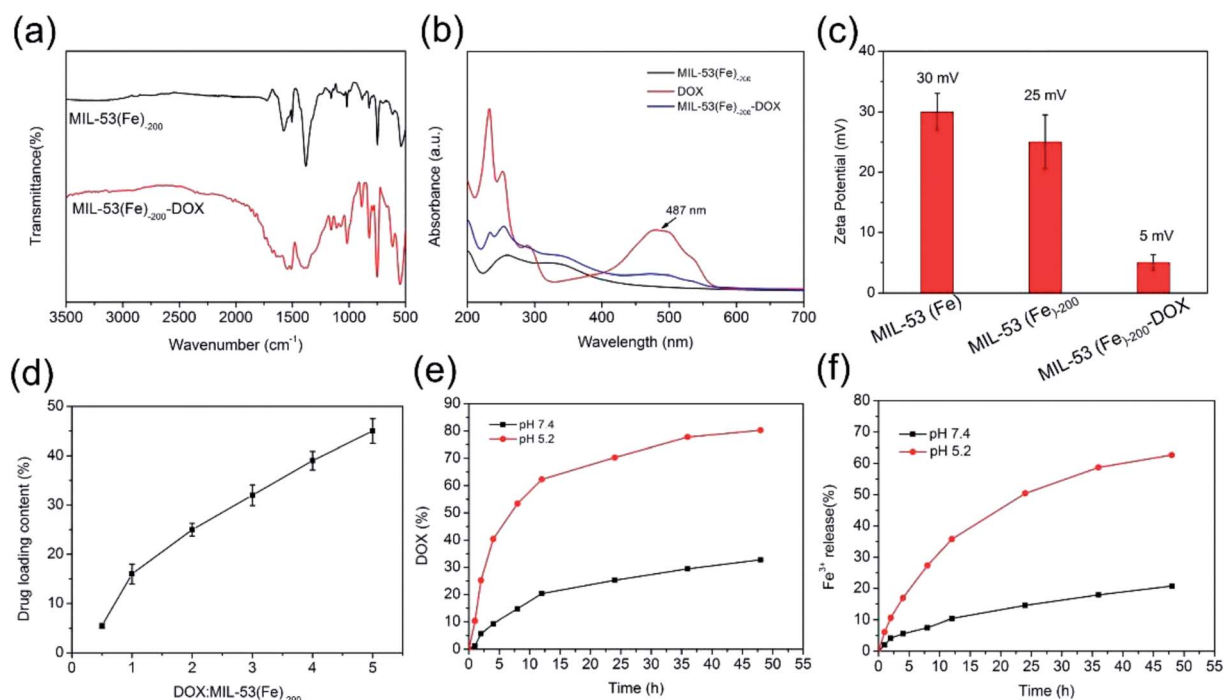 (a)
Transmittance(%)
MIL-53(Fe)-200
MIL-53(Fe)-200-DOX
3500 3000 2500 2000 1500 1000 500
Wavenumber (cm-1)
(b)
Absorbance (a.u.)
MIL-53(Fe)-200
DOX
MIL-53(Fe)-200-DOX
487 nm
200 300 400 500 600 700
Wavelength (nm)
(c)
Zeta Potential (mV)
40
30
20
10
0
30 mV
25 mV
5 mV
MIL-53 (Fe)
MIL-53 (Fe)-200
MIL-53 (Fe)-200-DOX
(d)
Drug loading content (%)
50
40
30
20
10
0
0 1 2 3 4 5
DOX:MIL-53(Fe)-200
(e)
DOX (%)
90
80
70
60
50
40
30
20
10
0
pH 7.4
pH 5.2
0 5 10 15 20 25 30 35 40 45 50 55
Time (h)
(f)
Fe3+ release(%)
80
70
60
50
40
30
20
10
0
pH 7.4
pH 5.2
0 5 10 15 20 25 30 35 40 45 50 55
Time (h)